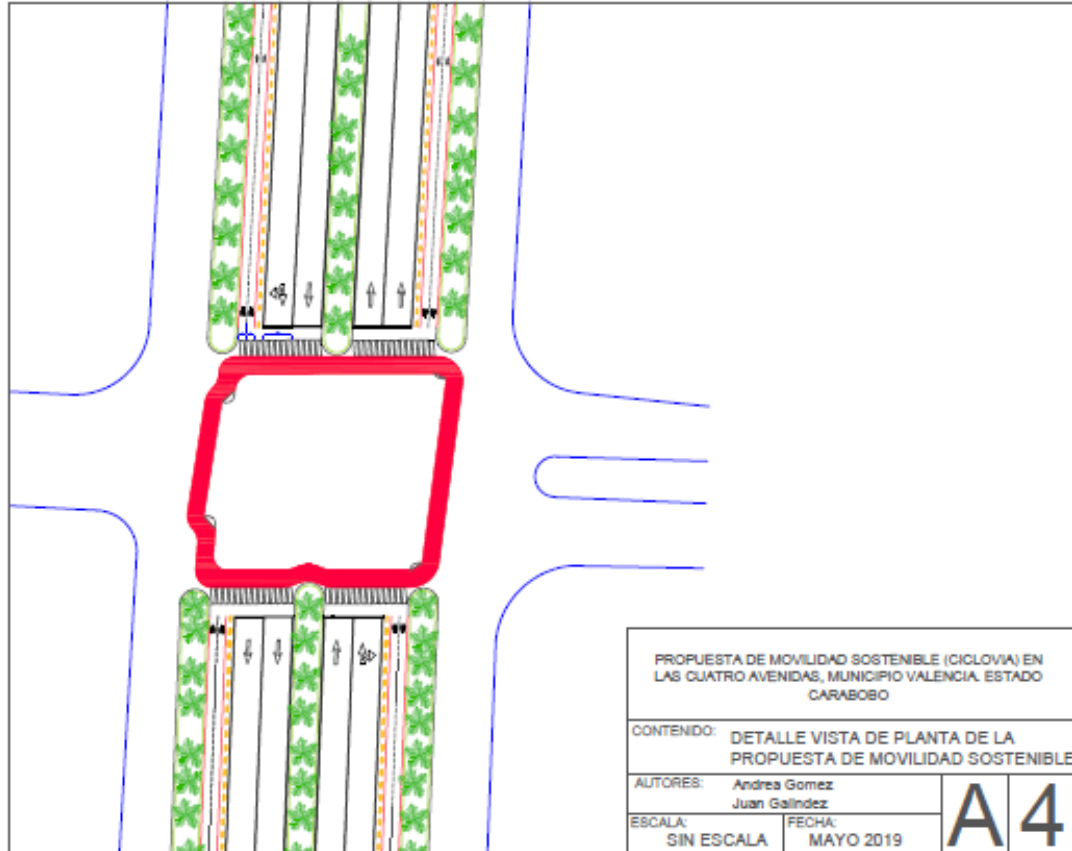 PROPUESTA DE MOVILIDAD SOSTENIBLE (CICLOVIA) EN
LAS CUATRO AVENIDAS, MUNICIPIO VALENCIA. ESTADO
CARABOBO
CONTENIDO: DETALLE VISTA DE PLANTA DE LA
PROPUESTA DE MOVILIDAD SOSTENIBLE
AUTORES: Andrea Gomez
Juan Galindez
ESCALA: SIN ESCALA
FECHA: MAYO 2019
A 4